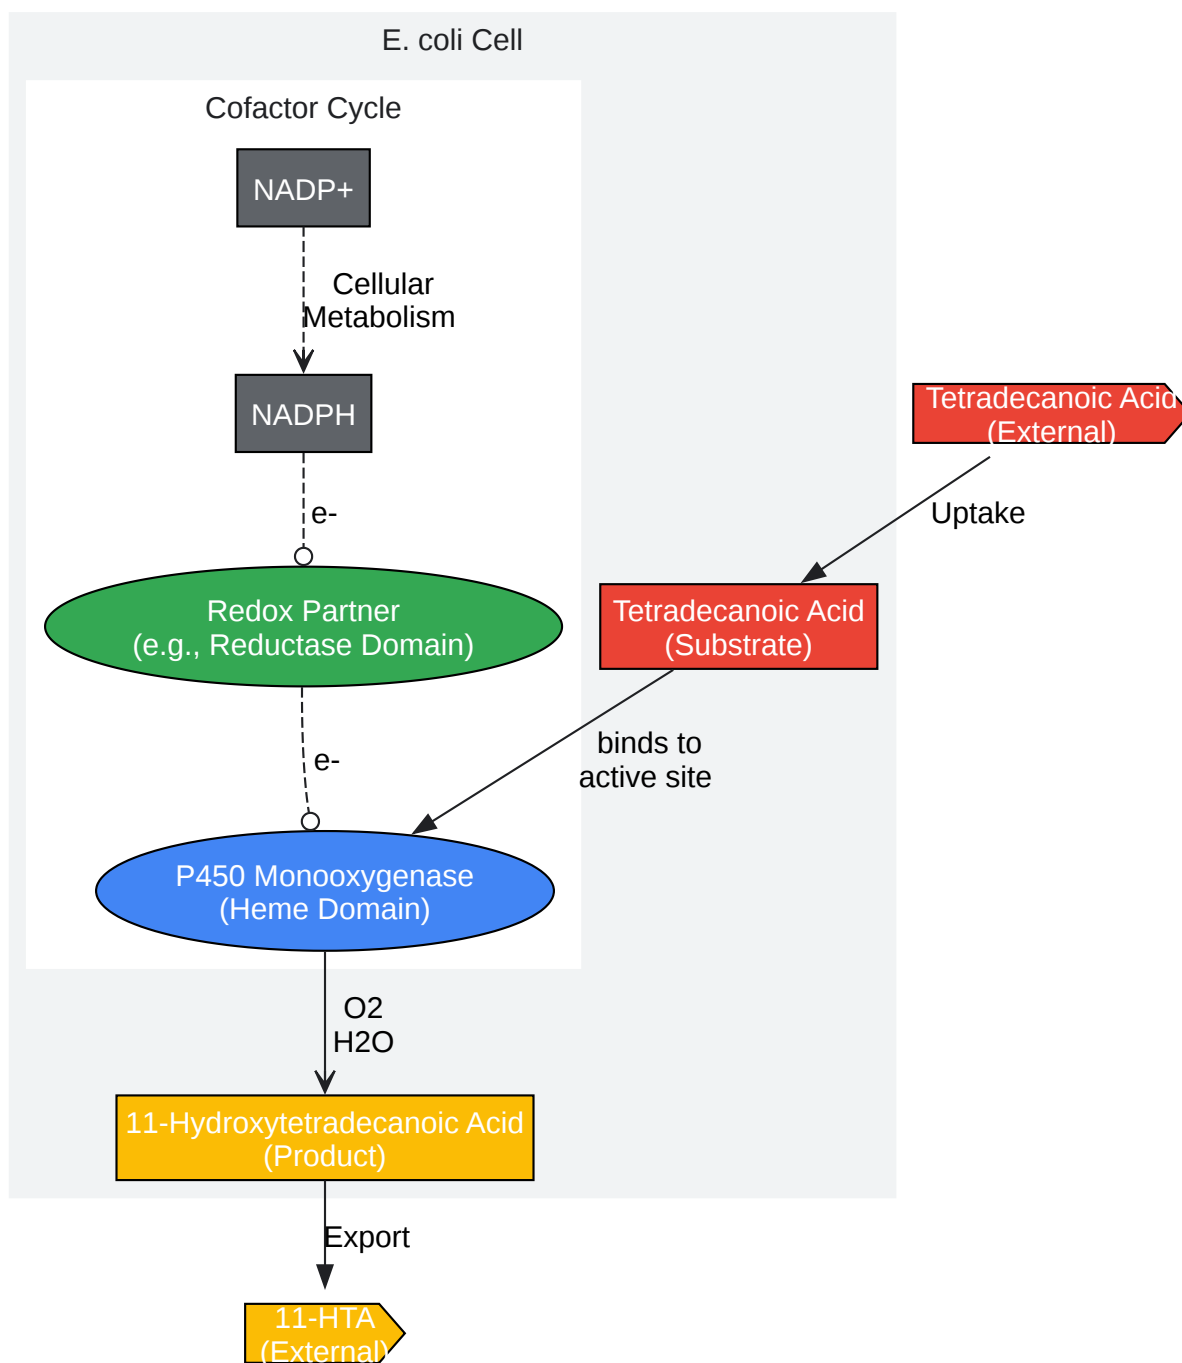 E. coli Cell
Cofactor Cycle
NADP+
Cellular
Metabolism
NADPH
e-
Tetradecanoic Acid
(External)
Uptake
Redox Partner
(e.g., Reductase Domain)
Tetradecanoic Acid
(Substrate)
e-
binds to
active site
P450 Monooxygenase
(Heme Domain)
O2
H2O
11-Hydroxytetradecanoic Acid
(Product)
Export
11-HTA
(External)